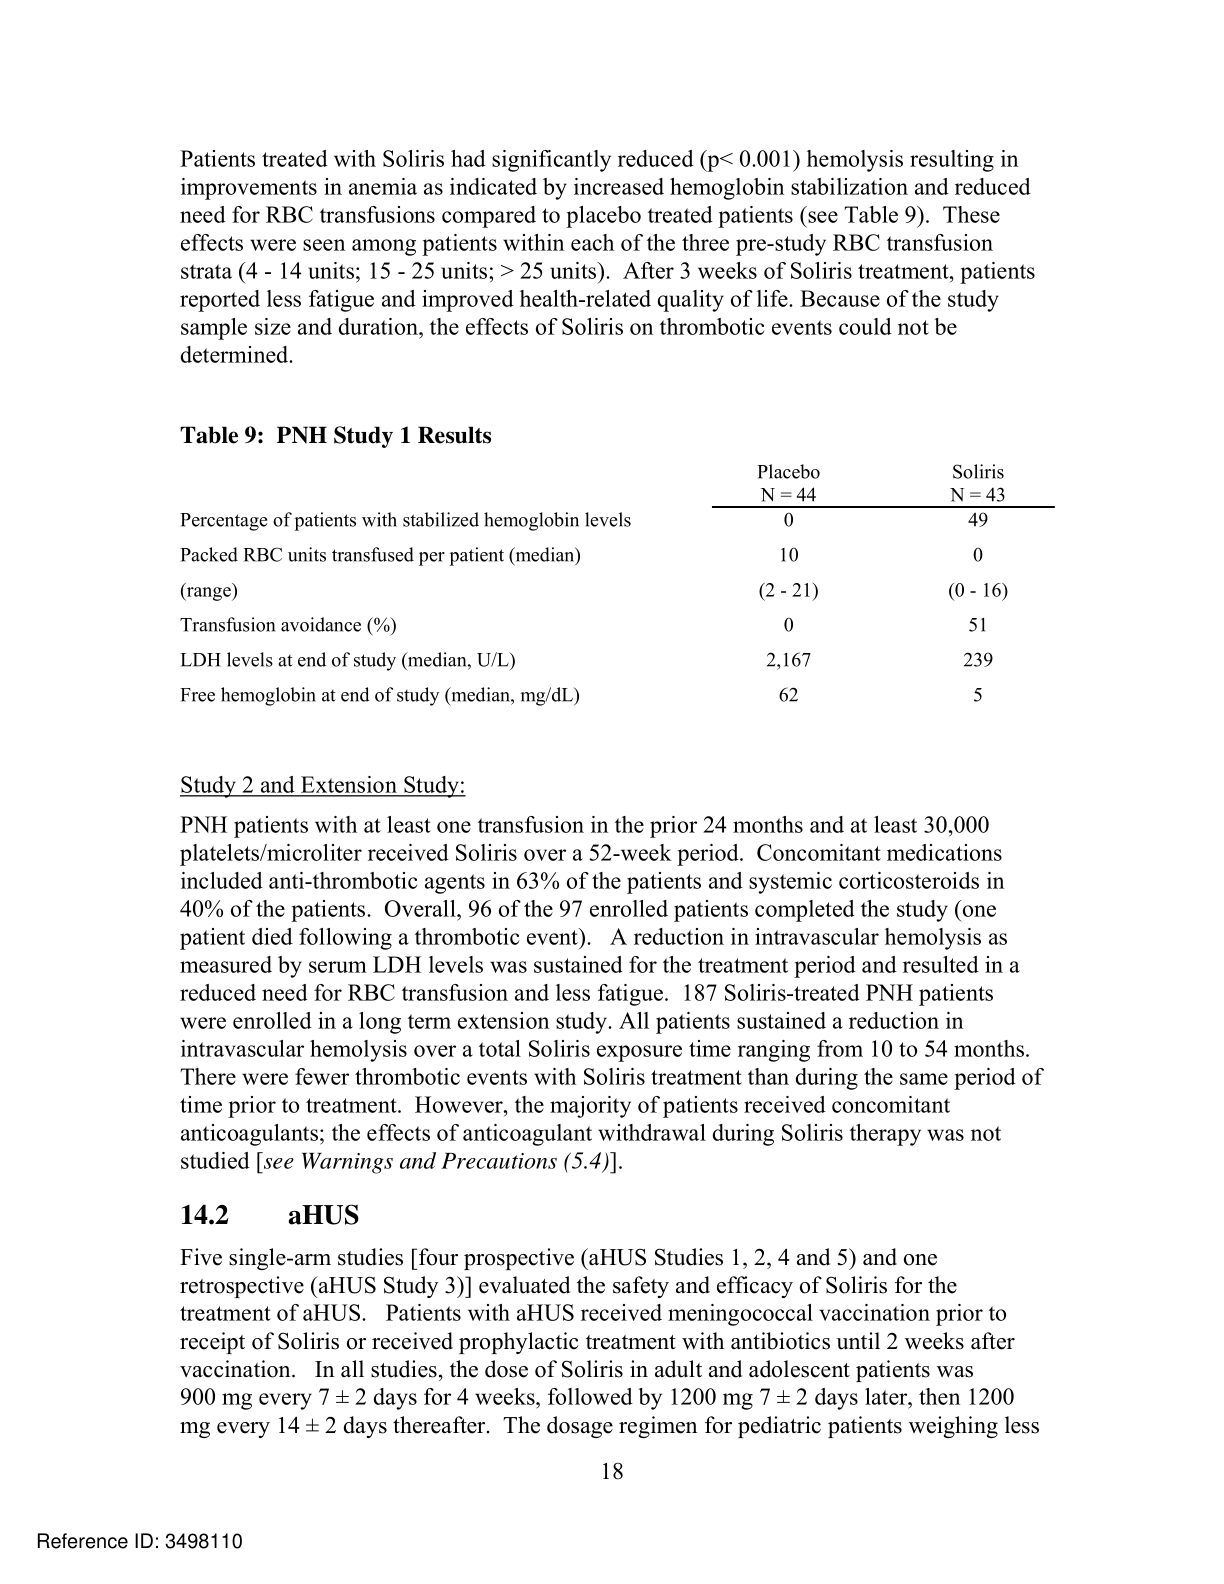 Patients treated with Soliris had significantly reduced (p< 0.001) hemolysis resulting in
improvements in anemia as indicated by increased hemoglobin stabilization and reduced
need for RBC transfusions compared to placebo treated patients (see Table 9).  These
effects were seen among patients within each of the three pre-study RBC transfusion
strata (4 - 14 units; 15 - 25 units; > 25 units).  After 3 weeks of Soliris treatment, patients
reported less fatigue and improved health-related quality of life. Because of the study
sample size and duration, the effects of Soliris on thrombotic events could not be
determined.
Table 9:  PNH Study 1 Results
Placebo Soliris
N = 44 N = 43
Percentage of patients with stabilized hemoglobin levels 0 49
Packed RBC units transfused per patient (median) 10 0
(range) (2 - 21) (0 - 16)
Transfusion avoidance (%) 0 51
LDH levels at end of study (median, U/L) 2,167 239
Free hemoglobin at end of study (median, mg/dL) 62 5
Study 2 and Extension Study:
PNH patients with at least one transfusion in the prior 24 months and at least 30,000
platelets/microliter received Soliris over a 52-week period.  Concomitant medications
included anti-thrombotic agents in 63% of the patients and systemic corticosteroids in
40% of the patients.  Overall, 96 of the 97 enrolled patients completed the study (one
patient died following a thrombotic event).   A reduction in intravascular hemolysis as
measured by serum LDH levels was sustained for the treatment period and resulted in a
reduced need for RBC transfusion and less fatigue.  187 Soliris-treated PNH patients
were enrolled in a long term extension study. All patients sustained a reduction in
intravascular hemolysis over a total Soliris exposure time ranging from 10 to 54 months.
There were fewer thrombotic events with Soliris treatment than during the same period of
time prior to treatment.  However, the majority of patients received concomitant
anticoagulants; the effects of anticoagulant withdrawal during Soliris therapy was not
studied [see Warnings and Precautions (5.4)].
14.2 aHUS
Five single-arm studies [four prospective (aHUS Studies 1, 2, 4 and 5) and one
retrospective (aHUS Study 3)] evaluated the safety and efficacy of Soliris for the
treatment of aHUS.   Patients with aHUS received meningococcal vaccination prior to
receipt of Soliris or received prophylactic treatment with antibiotics until 2 weeks after
vaccination.   In all studies, the dose of Soliris in adult and adolescent patients was
900 mg every 7 ± 2 days for 4 weeks, followed by 1200 mg 7 ± 2 days later, then 1200
mg every 14 ± 2 days thereafter.  The dosage regimen for pediatric patients weighing less
18
Reference ID: 3498110